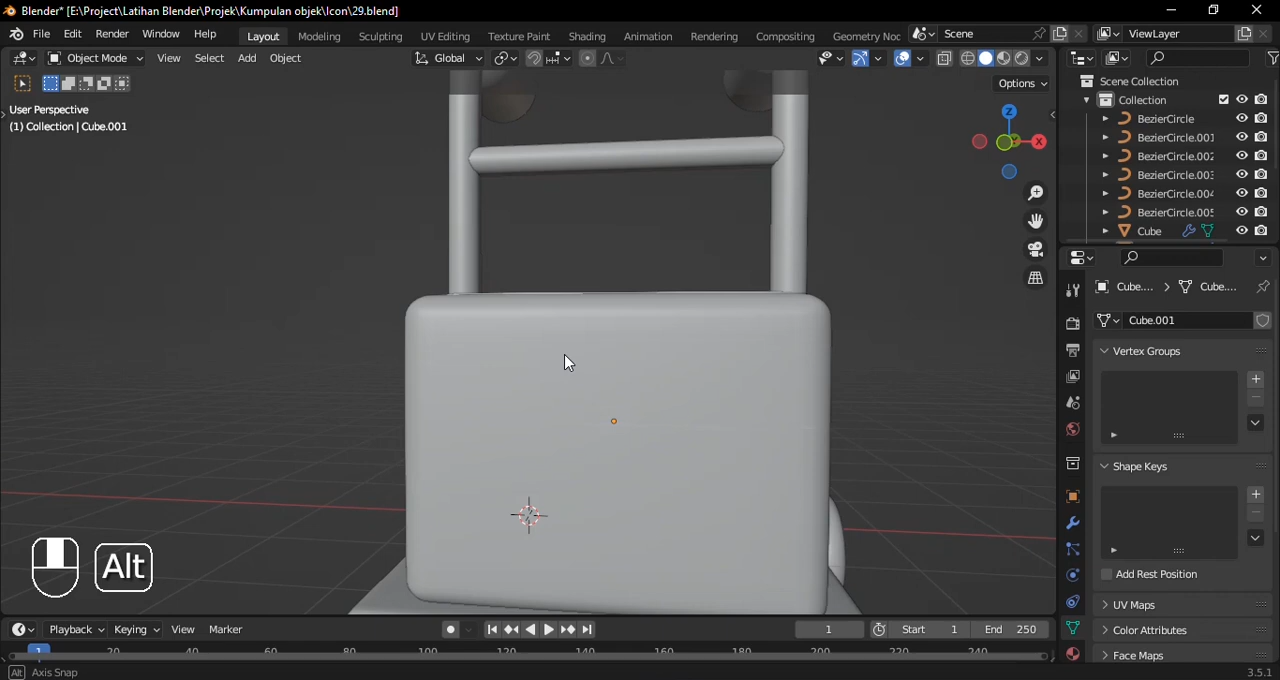 Blender* [E:\Project\Latihan Blender\Projek\Kumpulan objek\Icon\29.blend]
File Edit Render Window Help Layout Modeling Sculpting UV Editing Texture Paint Shading Animation Rendering Compositing Geometry Noc Scene ViewLayer
Object Mode View Select Add Object Global
Options
User Perspective
(1) Collection | Cube.001
Z
X
Y
Scene Collection
Collection
BezierCircle
BezierCircle.001
BezierCircle.002
BezierCircle.003
BezierCircle.004
BezierCircle.005
Cube
Cube.... > Cube....
Cube.001
Vertex Groups
Shape Keys
Add Rest Position
UV Maps
Color Attributes
Face Maps
Alt
Playback Keying View Marker 1 Start 1 End 250
1 20 40 60 80 100 120 140 160 180 200 220 240
Alt Axis Snap 3.5.1